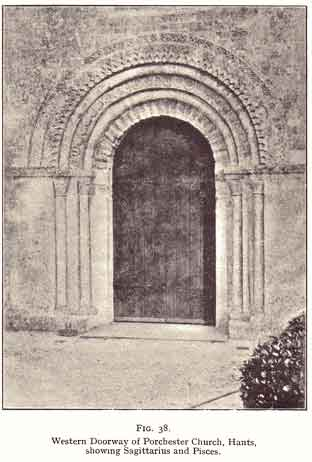 FIG. 38.
Western Doorway of Porchester Church, Hants,
showing Sagittarius and Pisces.